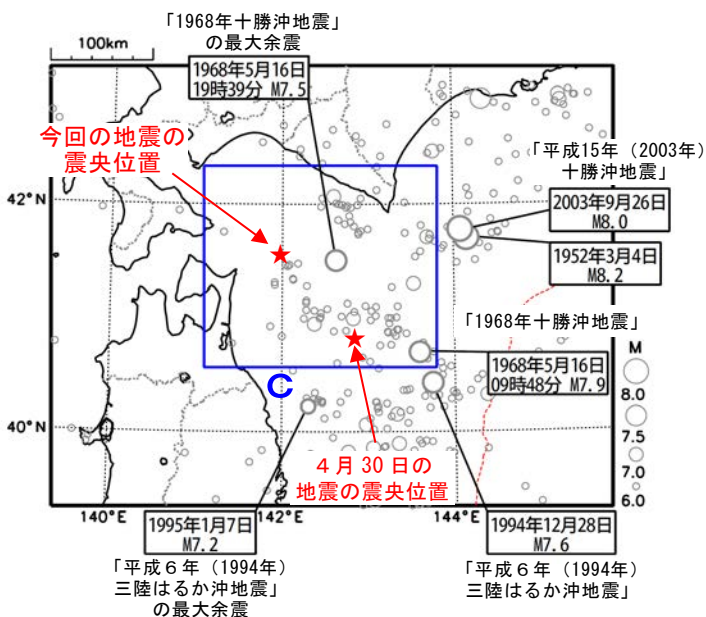 100km
「1968年十勝沖地震」
の最大余震
1968年5月16日
19時39分 M7.5
今回の地震の
震央位置
「平成15年（2003年）
十勝沖地震」
2003年9月26日
M8.0
1952年3月4日
M8.2
42°N
「1968年十勝沖地震」
1968年5月16日
09時48分 M7.9
M
8.0
7.5
7.0
6.0
C
40°N
４月30日の
地震の震央位置
140°E
142°E
144°E
1995年1月7日
M7.2
「平成６年（1994年）
三陸はるか沖地震」
の最大余震
1994年12月28日
M7.6
「平成６年（1994年）
三陸はるか沖地震」